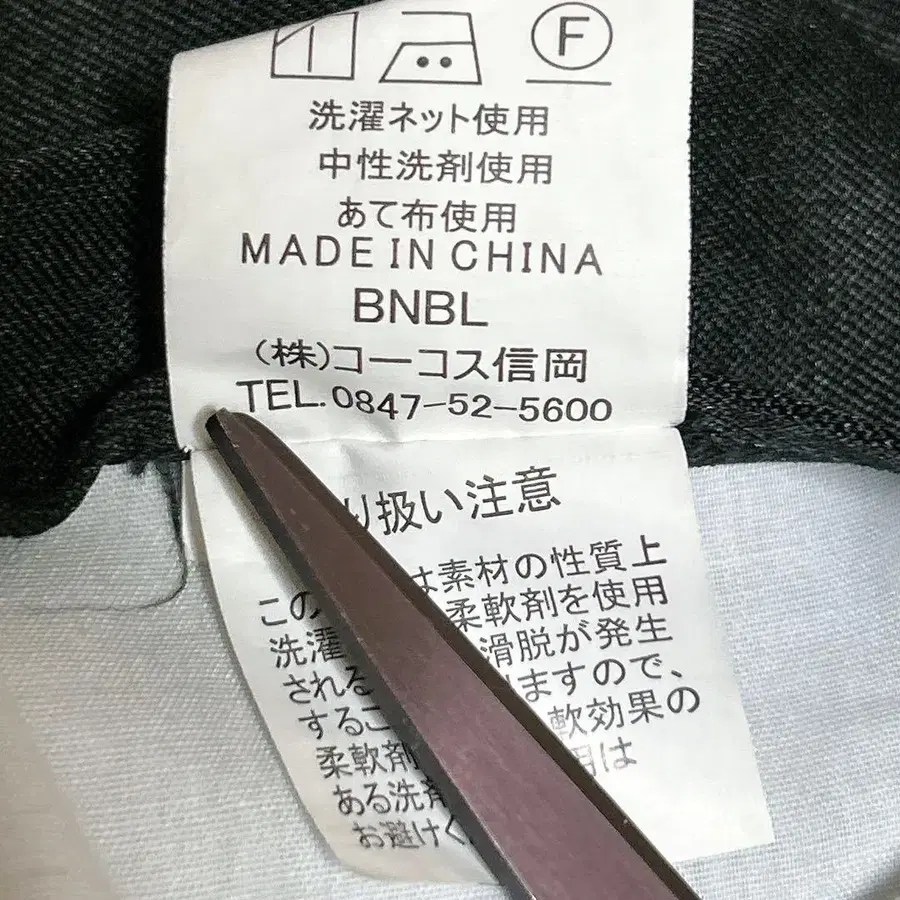 F
洗濯ネット使用
中性洗剤使用
あて布使用
MADE IN CHINA
BNBL
(株)コーコス信岡
TEL. 0847-52-5600
り扱い注意
この は素材の性質上
洗濯 柔軟剤を使用
される 滑脱が発生
するこ りますので、
柔軟剤 軟効果の
ある洗剤 用は
お避けく